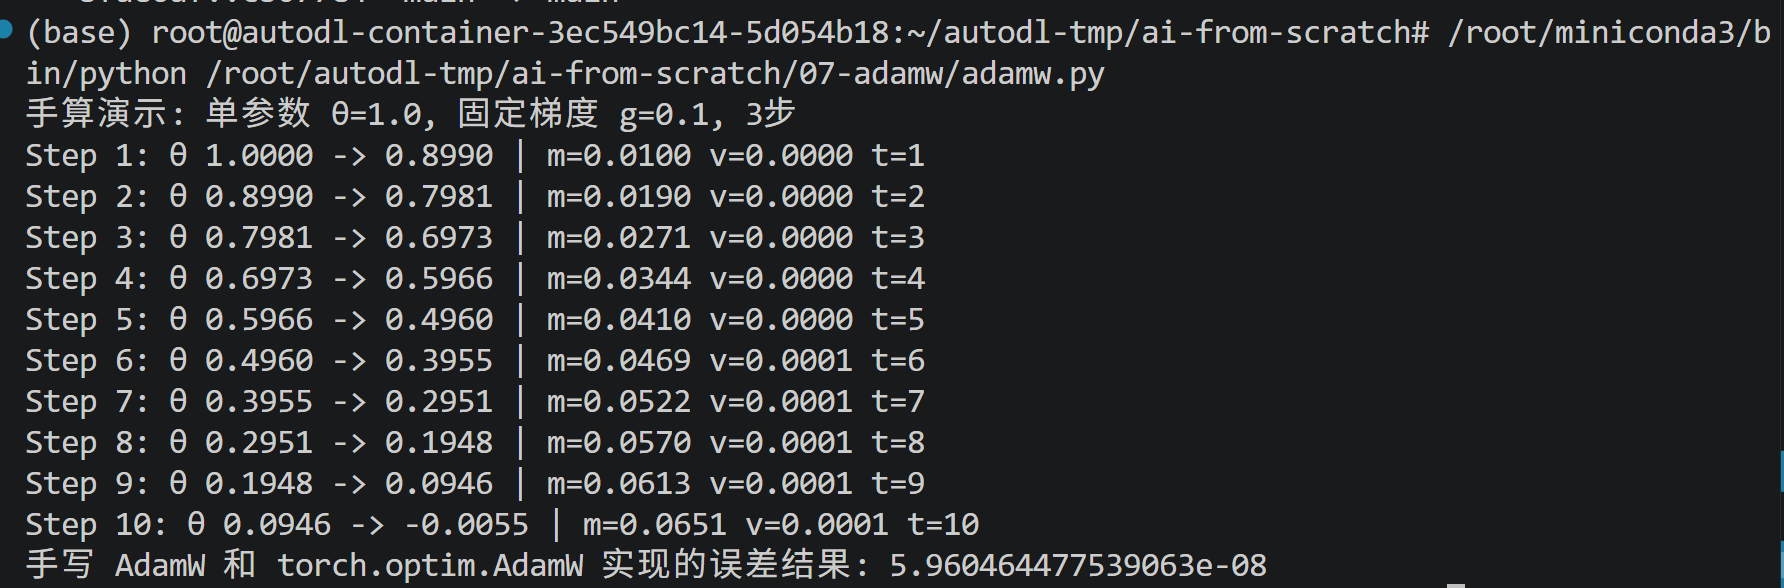 (base) root@autodl-container-3ec549bc14-5d054b18:~/autodl-tmp/ai-from-scratch# /root/miniconda3/b
in/python /root/autodl-tmp/ai-from-scratch/07-adamw/adamw.py
手算演示: 单参数 θ=1.0, 固定梯度 g=0.1, 3步
Step 1: θ 1.0000 -> 0.8990 | m=0.0100 v=0.0000 t=1
Step 2: θ 0.8990 -> 0.7981 | m=0.0190 v=0.0000 t=2
Step 3: θ 0.7981 -> 0.6973 | m=0.0271 v=0.0000 t=3
Step 4: θ 0.6973 -> 0.5966 | m=0.0344 v=0.0000 t=4
Step 5: θ 0.5966 -> 0.4960 | m=0.0410 v=0.0000 t=5
Step 6: θ 0.4960 -> 0.3955 | m=0.0469 v=0.0001 t=6
Step 7: θ 0.3955 -> 0.2951 | m=0.0522 v=0.0001 t=7
Step 8: θ 0.2951 -> 0.1948 | m=0.0570 v=0.0001 t=8
Step 9: θ 0.1948 -> 0.0946 | m=0.0613 v=0.0001 t=9
Step 10: θ 0.0946 -> -0.0055 | m=0.0651 v=0.0001 t=10
手写 AdamW 和 torch.optim.AdamW 实现的误差结果: 5.960464477539063e-08